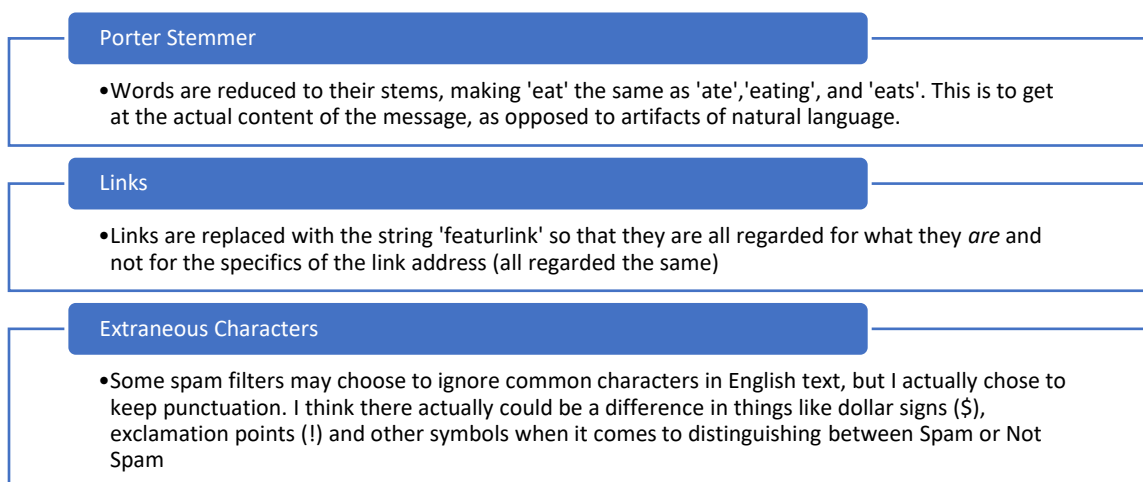 Porter Stemmer
•Words are reduced to their stems, making 'eat' the same as 'ate','eating', and 'eats'. This is to get
at the actual content of the message, as opposed to artifacts of natural language.
Links
•Links are replaced with the string 'featurlink' so that they are all regarded for what they are and
not for the specifics of the link address (all regarded the same)
Extraneous Characters
•Some spam filters may choose to ignore common characters in English text, but I actually chose to
keep punctuation. I think there actually could be a difference in things like dollar signs ($),
exclamation points (!) and other symbols when it comes to distinguishing between Spam or Not
Spam